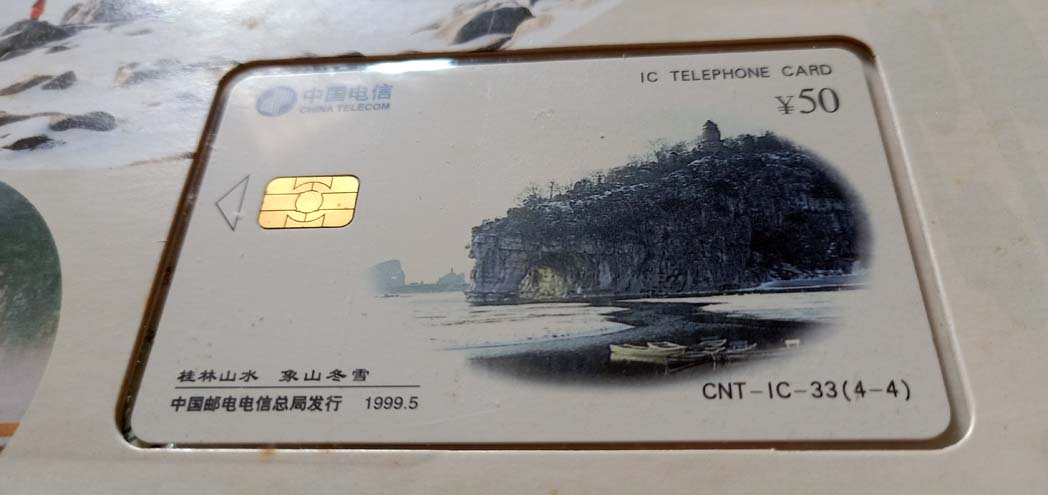 中国电信
CHINA TELECOM
IC TELEPHONE CARD
¥50
桂林山水 象山冬雪
中国邮电电信总局发行 1999.5
CNT-IC-33(4-4)